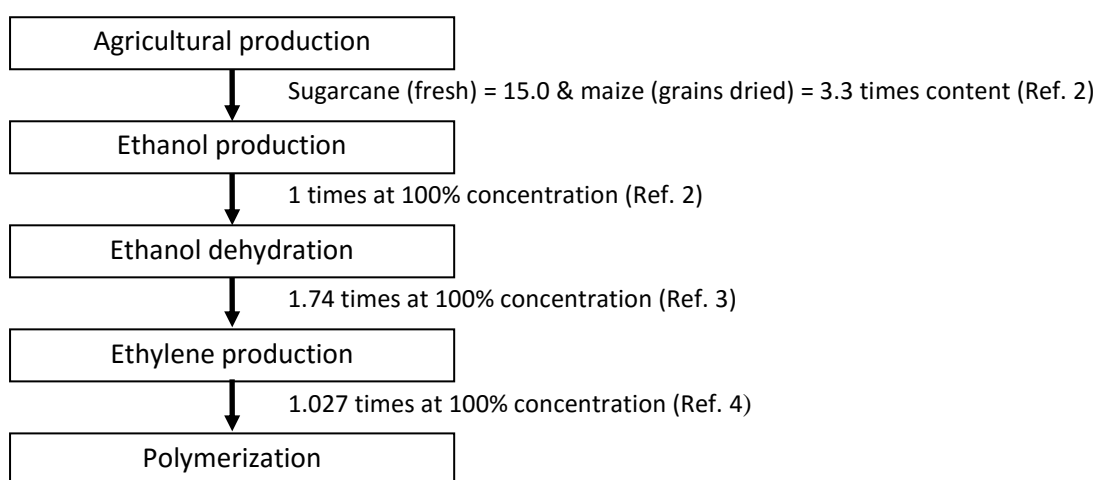 Agricultural production
Sugarcane (fresh) = 15.0 & maize (grains dried) = 3.3 times content (Ref. 2)
Ethanol production
1 times at 100% concentration (Ref. 2)
Ethanol dehydration
1.74 times at 100% concentration (Ref. 3)
Ethylene production
1.027 times at 100% concentration (Ref. 4)
Polymerization